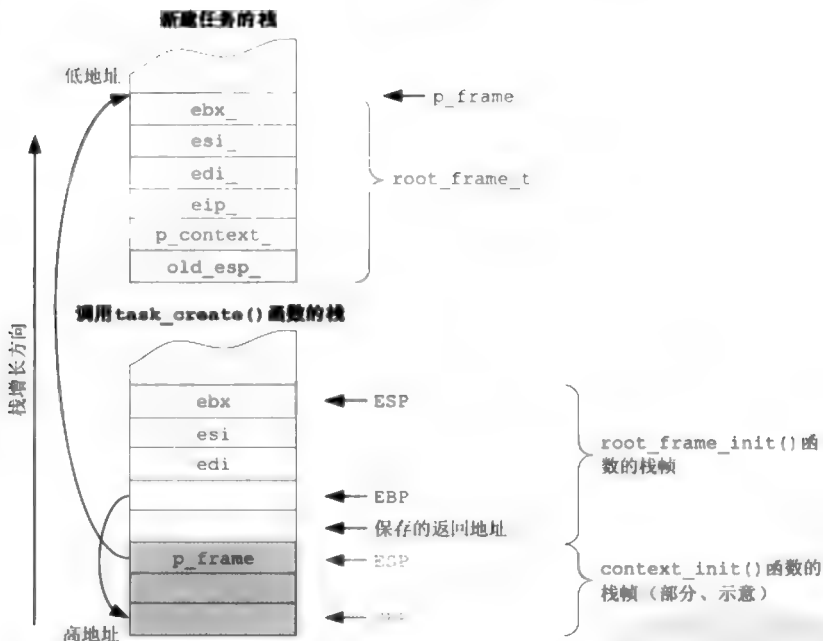 新建任务的栈
低地址
p_frame
ebx_
esi_
edi_
eip_
p_context_
old_esp_
root_frame_t
栈增长方向
调用task_create()函数的栈
ebx
ESP
esi
edi
EBP
保存的返回地址
p_frame
ESP
高地址
root_frame_init()函
数的栈帧
context_init()函数的
栈帧（部分、示意）